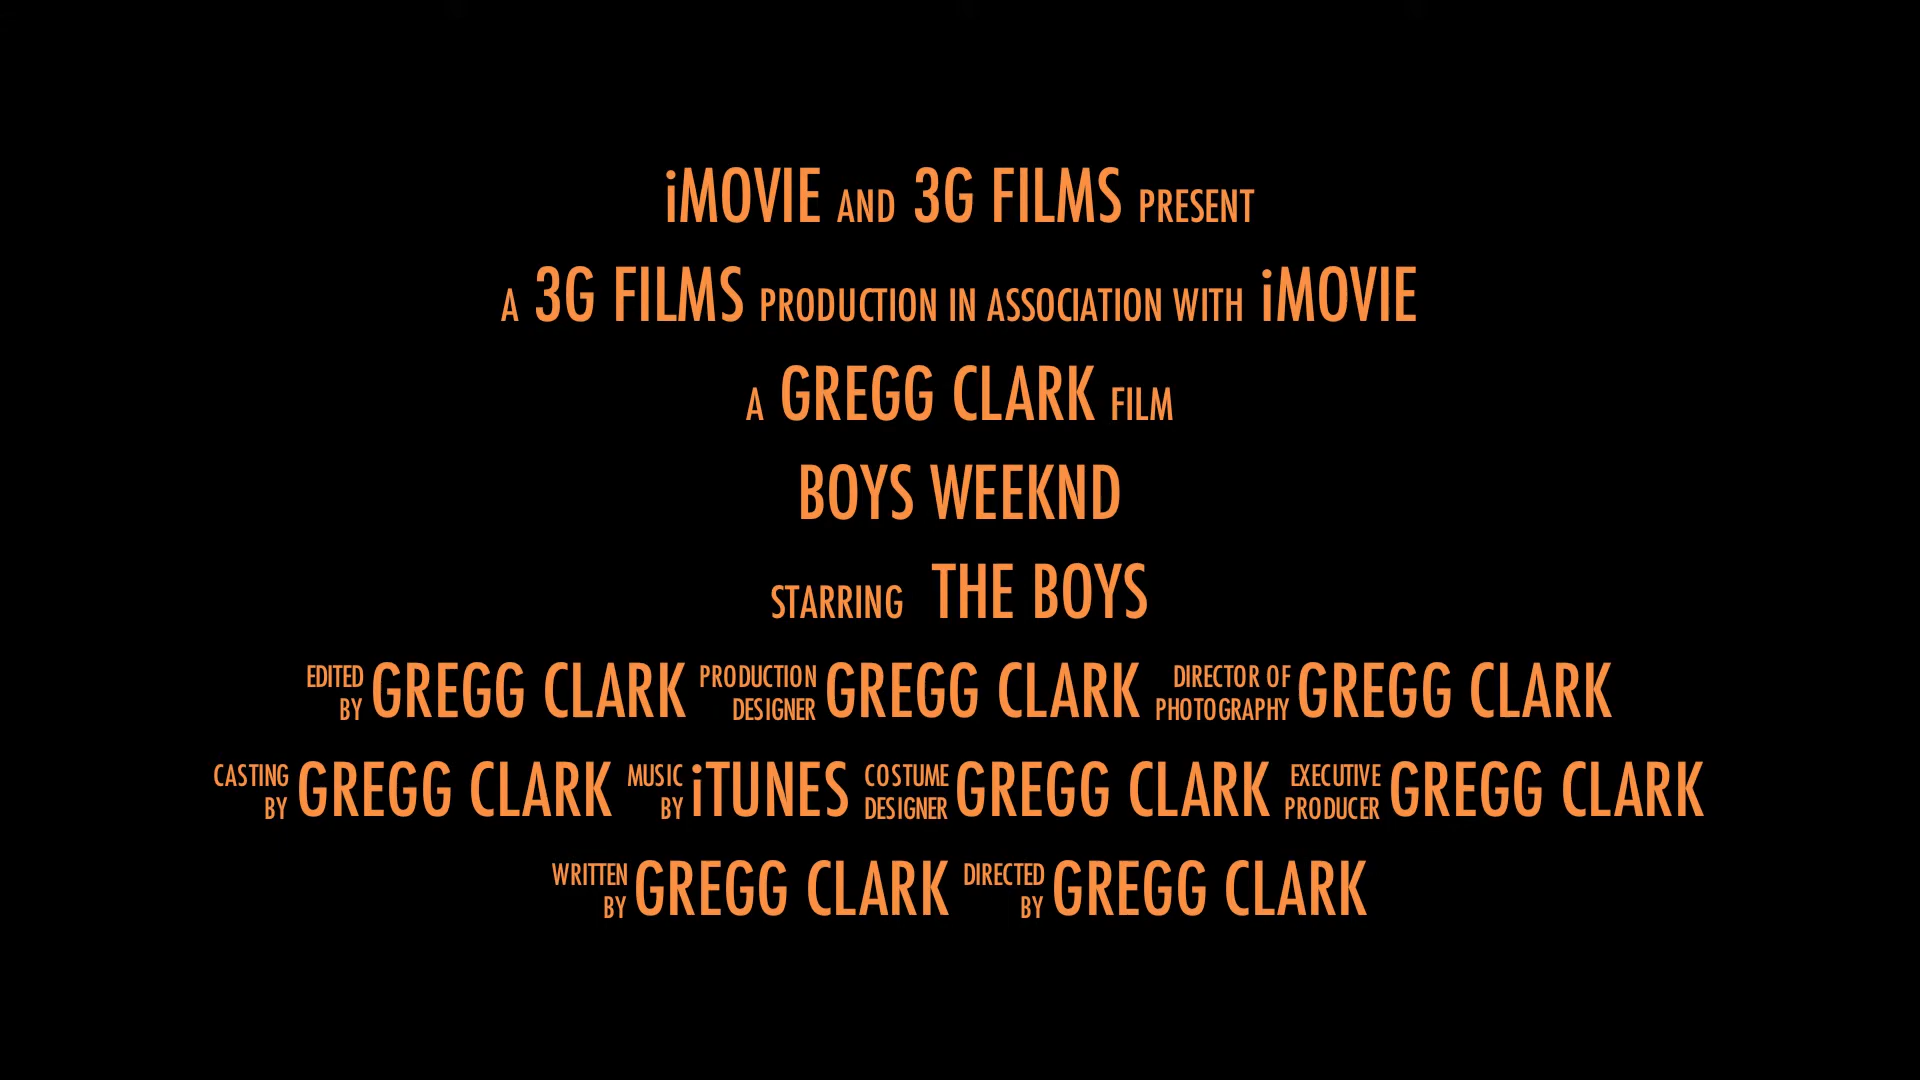 iMOVIE AND 3G FILMS PRESENT
A 3G FILMS PRODUCTION IN ASSOCIATION WITH iMOVIE
A GREGG CLARK FILM
BOYS WEEKND
STARRING THE BOYS
EDITED BY GREGG CLARK PRODUCTION DESIGNER GREGG CLARK DIRECTOR OF PHOTOGRAPHY GREGG CLARK
CASTING BY GREGG CLARK MUSIC BY iTUNES COSTUME DESIGNER GREGG CLARK EXECUTIVE PRODUCER GREGG CLARK
WRITTEN BY GREGG CLARK DIRECTED BY GREGG CLARK